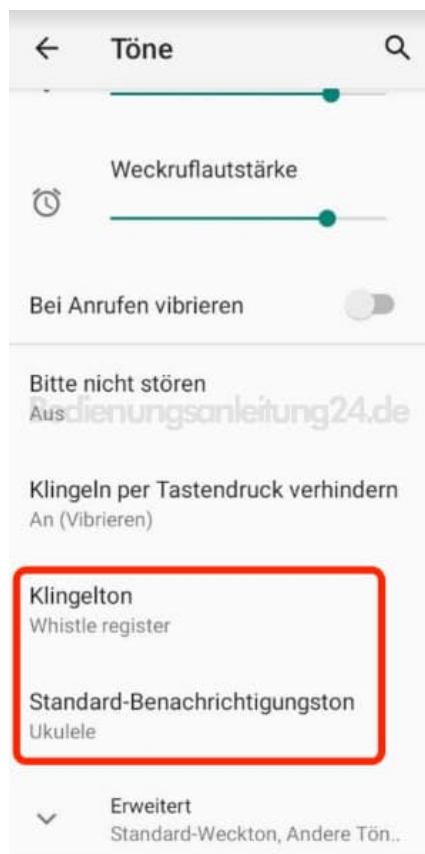 Töne
Weckruflautstärke
Bei Anrufen vibrieren
Bitte nicht stören
Aus
Bedienungsanleitung24.de
Klingeln per Tastendruck verhindern
An (Vibrieren)
Klingelton
Whistle register
Standard-Benachrichtigungston
Ukulele
Erweitert
Standard-Weckton, Andere Tön..